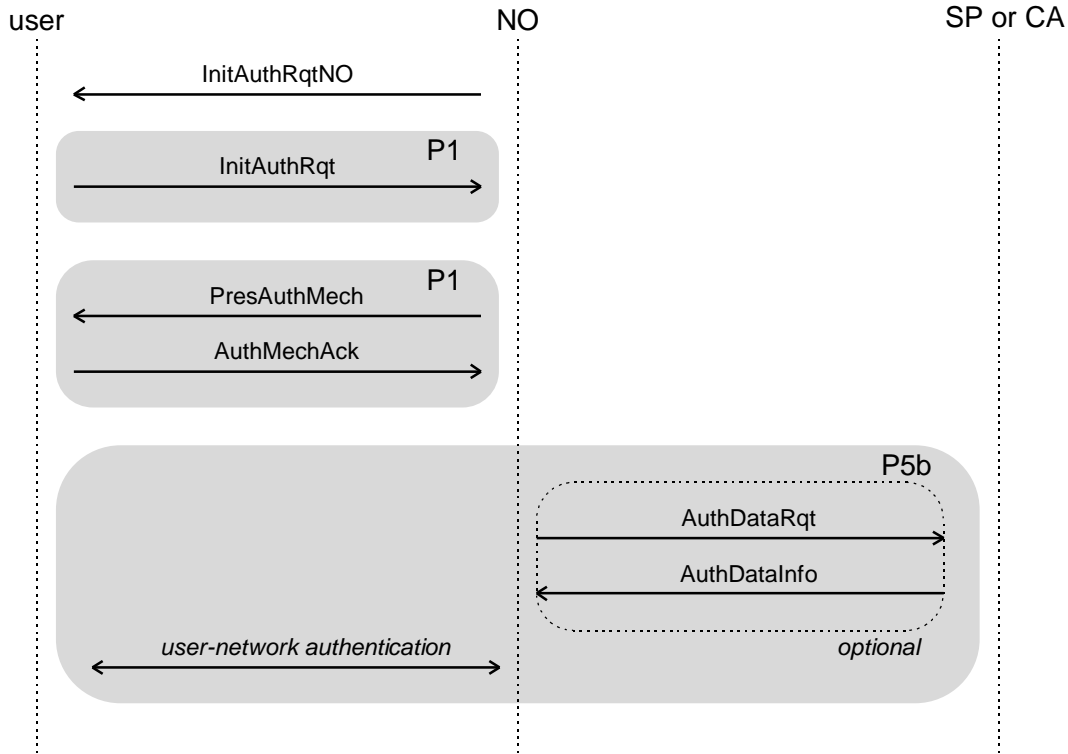 user NO SP or CA
InitAuthRqtNO
P1
InitAuthRqt
P1
PresAuthMech
AuthMechAck
P5b
AuthDataRqt
AuthDataInfo
user-network authentication optional